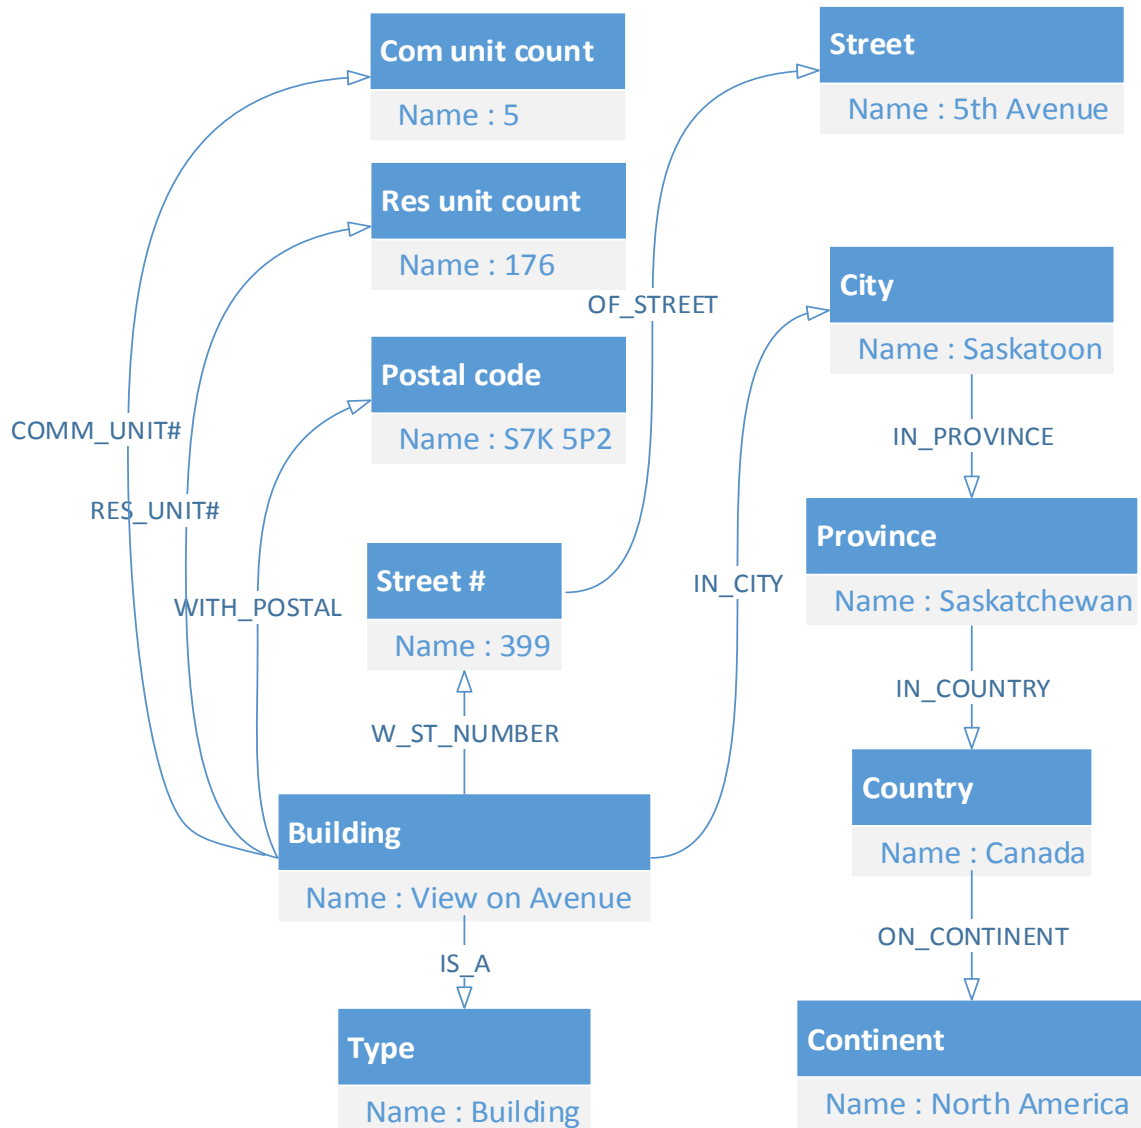 Com unit count
Name : 5
Street
Name : 5th Avenue
Res unit count
Name : 176
OF_STREET
City
Name : Saskatoon
Postal code
Name : S7K 5P2
COMM_UNIT#
IN_PROVINCE
RES_UNIT#
Province
Name : Saskatchewan
Street #
Name : 399
WITH_POSTAL
IN_CITY
IN_COUNTRY
W_ST_NUMBER
Country
Name : Canada
Building
Name : View on Avenue
ON_CONTINENT
IS_A
Type
Name : Building
Continent
Name : North America